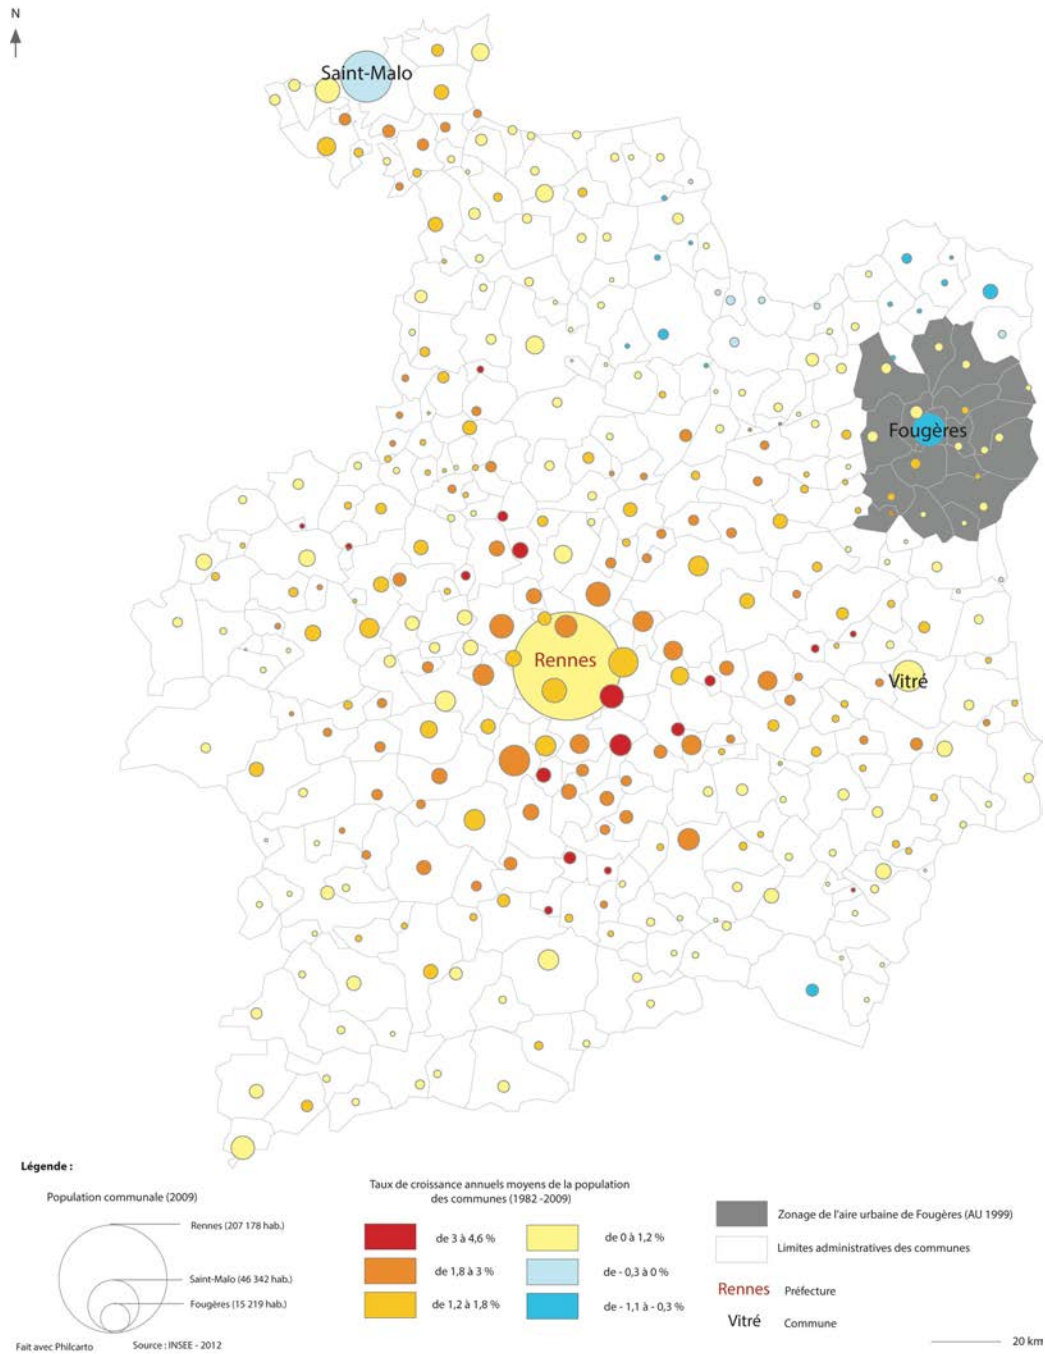 N
Saint-Malo
Fougères
Rennes
Vitré
Légende :
Population communale (2009)
Rennes (207 178 hab.)
Saint-Malo (46 342 hab.)
Fougères (15 219 hab.)
Fait avec Philcarto
Source : INSEE - 2012
Taux de croissance annuels moyens de la population
des communes (1982 -2009)
de 3 à 4,6 %
de 1,8 à 3 %
de 1,2 à 1,8 %
de 0 à 1,2 %
de - 0,3 à 0 %
de - 1,1 à - 0,3 %
Zonage de l'aire urbaine de Fougères (AU 1999)
Limites administratives des communes
Rennes Préfecture
Vitré Commune
20 km